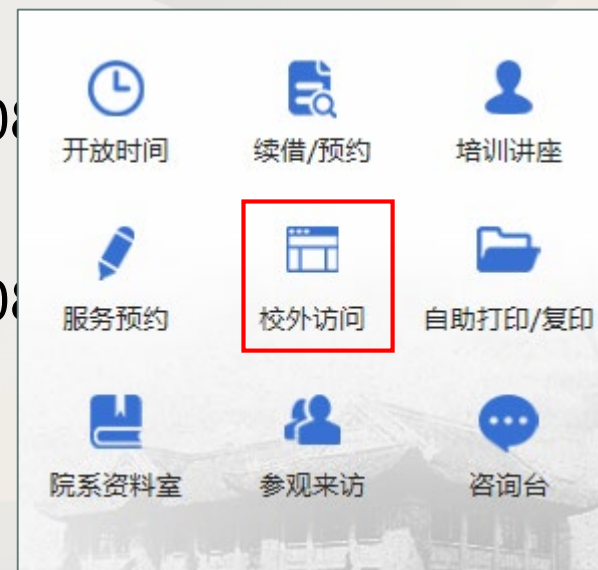 08
开放时间 续借/预约 培训讲座
08
服务预约 校外访问 自助打印/复印
院系资料室 参观来访 咨询台